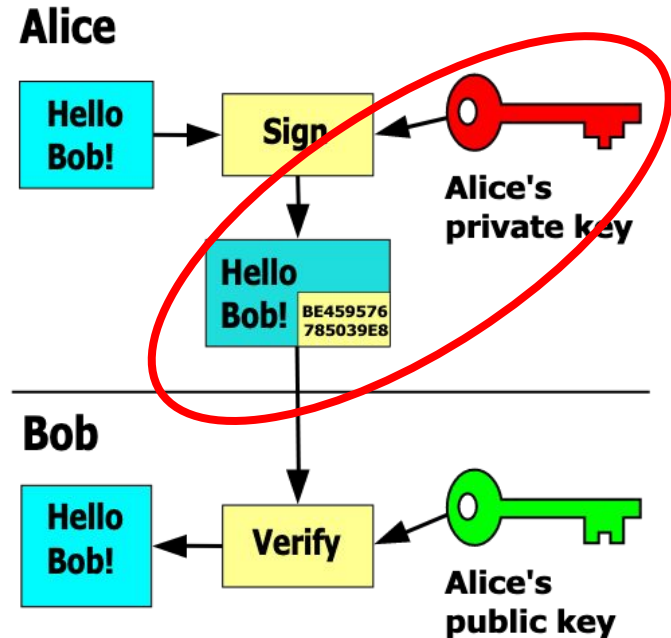 Alice
Hello
Bob!
Sign
Alice's
private key
Hello
Bob!
BE459576
785039E8
Bob
Hello
Bob!
Verify
Alice's
public key